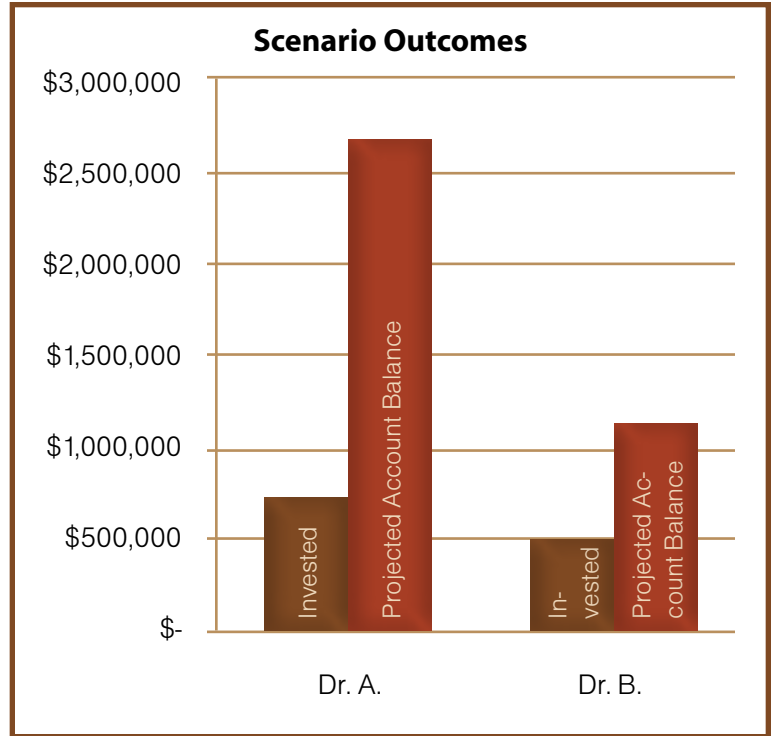 Scenario Outcomes
$3,000,000
$2,500,000
$2,000,000
$1,500,000
$1,000,000
$500,000
$-
Invested
Projected Account Balance
In-
vested
Projected Ac-
count Balance
Dr. A.
Dr. B.